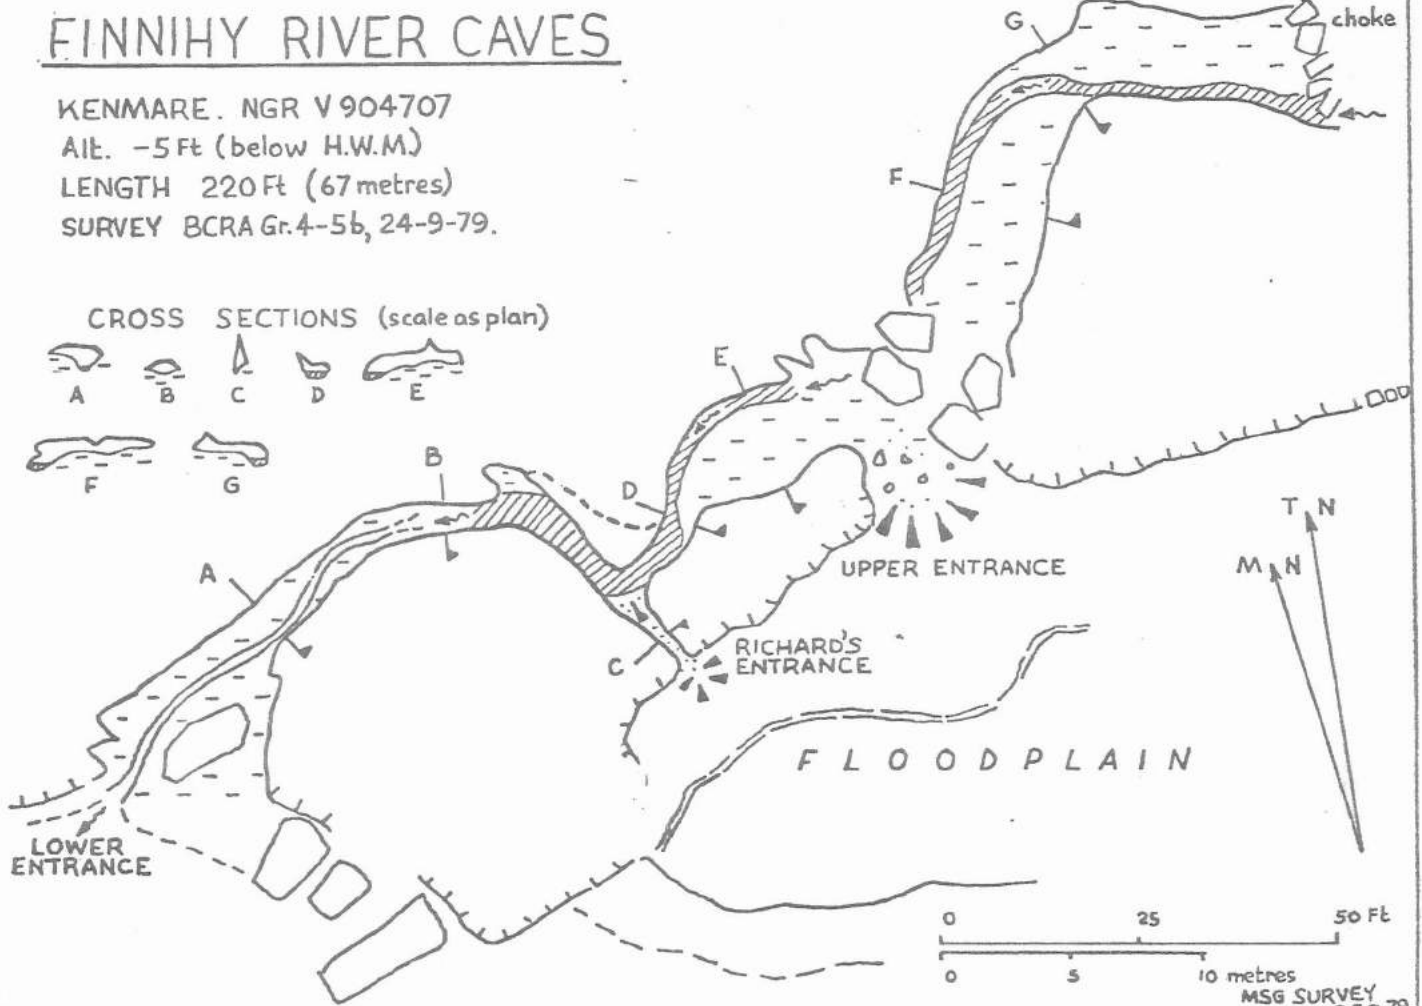 FINNIHY RIVER CAVES
KENMARE. NGR V 904707
Alt. -5 Ft (below H.W.M.)
LENGTH 220 Ft (67 metres)
SURVEY BCRA Gr. 4-5b, 24-9-79.
CROSS SECTIONS (scale as plan)
A B C D E
F G
G
choke
F
E
D
B
A
C
UPPER ENTRANCE
RICHARD'S
ENTRANCE
T N
M N
FLOODPLAIN
LOWER
ENTRANCE
0 25 50 Ft
0 5 10 metres
MSG SURVEY